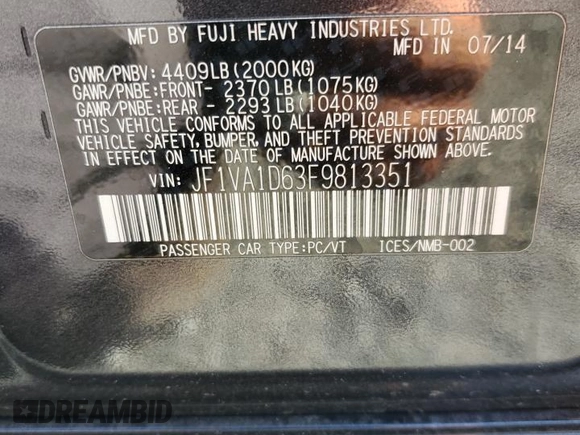 MFD BY FUJI HEAVY INDUSTRIES LTD.
MFD IN 07/14
GVWR/PNBV: 4409LB(2000KG)
GAWR/PNBE:FRONT- 2370LB(1075KG)
GAWR/PNBE:REAR - 2293LB(1040KG)
THIS VEHICLE CONFORMS TO ALL APPLICABLE FEDERAL MOTOR
VEHICLE SAFETY, BUMPER, AND THEFT PREVENTION STANDARDS
IN EFFECT ON THE DATE OF MANUFACTURE SHOWN ABOVE.
VIN: JF1VA1D63F9813351
PASSENGER CAR TYPE:PC/VT ICES/NMB-002
DREAMBID